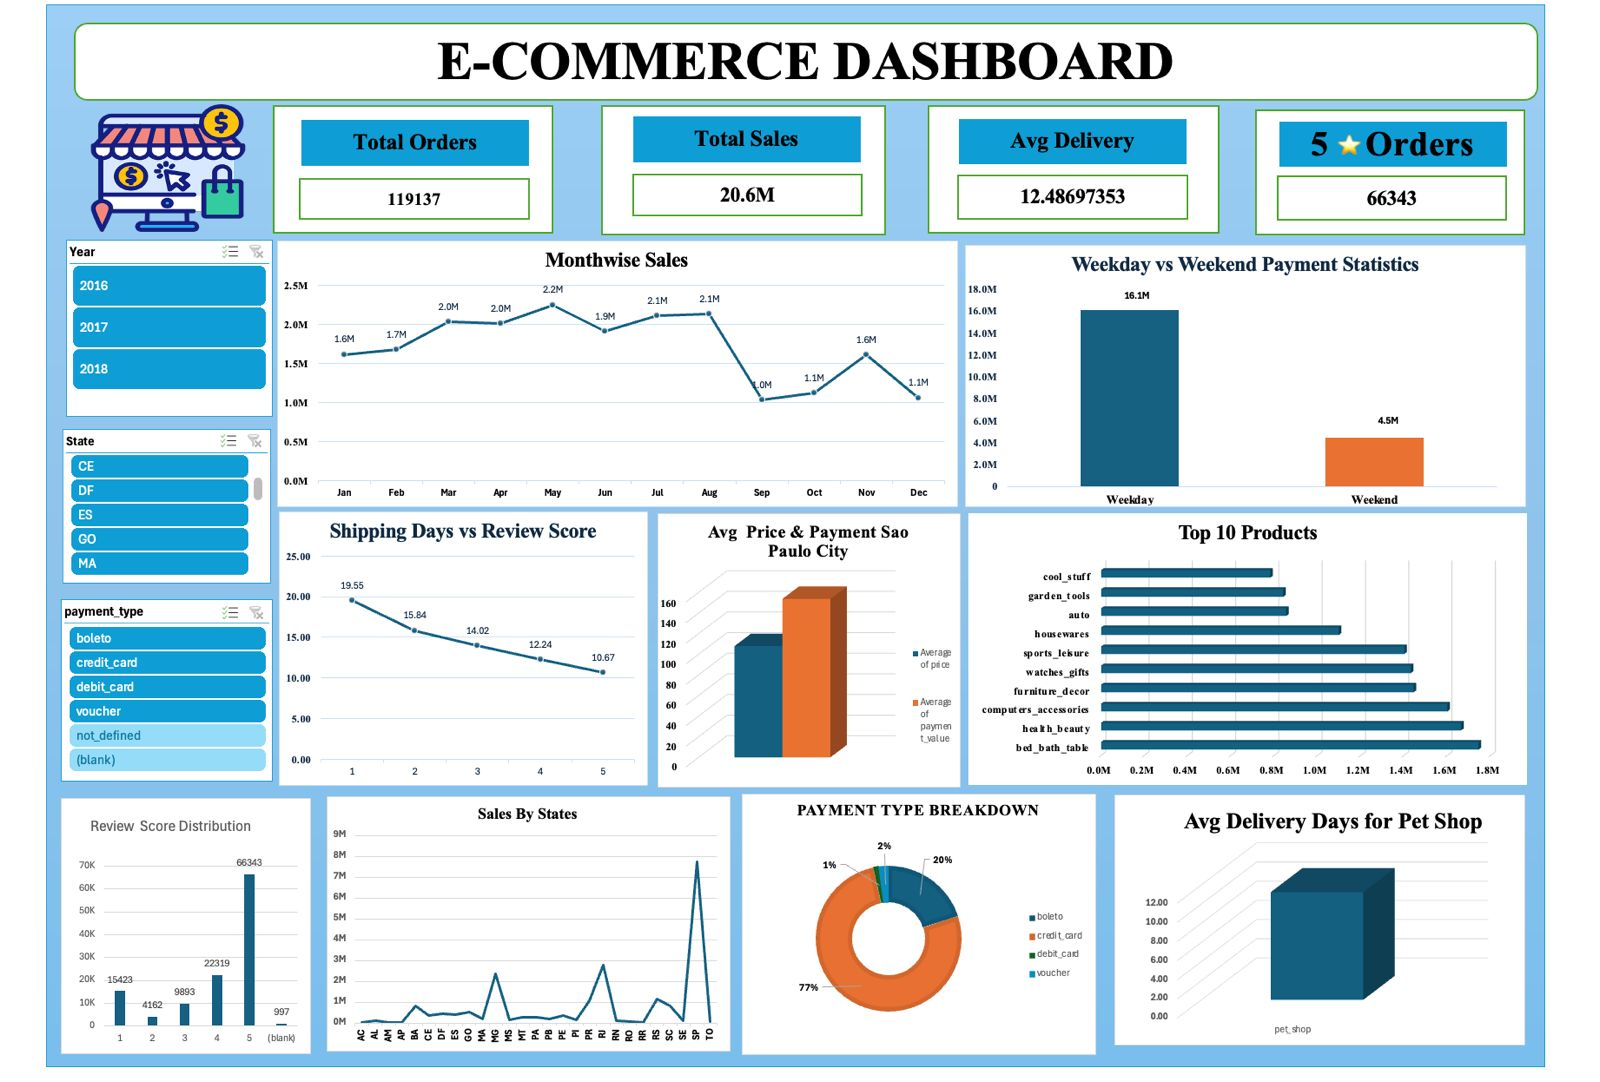 E-COMMERCE DASHBOARD
Total Orders
119137
Total Sales
20.6M
Avg Delivery
12.48697353
5 ⭐ Orders
66343
Year
2016
2017
2018
State
CE
DF
ES
GO
MA
payment_type
boleto
credit_card
debit_card
voucher
not_defined
(blank)
Monthwise Sales
2.5M
2.0M
1.5M
1.0M
0.5M
0.0M
1.6M
1.7M
2.0M
2.0M
2.2M
1.9M
2.1M
2.1M
1.0M
1.1M
1.6M
1.1M
Jan Feb Mar Apr May Jun Jul Aug Sep Oct Nov Dec
Weekday vs Weekend Payment Statistics
18.0M
16.0M
14.0M
12.0M
10.0M
8.0M
6.0M
4.0M
2.0M
0
16.1M
4.5M
Weekday Weekend
Shipping Days vs Review Score
25.00
20.00
15.00
10.00
5.00
0.00
19.55
15.84
14.02
12.24
10.67
1 2 3 4 5
Avg Price & Payment Sao
Paulo City
160
140
120
100
80
60
40
20
0
Average
of price
Average
of
paymen
t_value
Top 10 Products
cool_stuff
garden_tools
auto
housewares
sports_leisure
watches_gifts
furniture_decor
computers_accessories
health_beauty
bed_bath_table
0.0M 0.2M 0.4M 0.6M 0.8M 1.0M 1.2M 1.4M 1.6M 1.8M
Review Score Distribution
70K
60K
50K
40K
30K
20K
10K
0
15423
4162
9893
22319
66343
997
1 2 3 4 5 (blank)
Sales By States
9M
8M
7M
6M
5M
4M
3M
2M
1M
0M
AC AL AM AP BA CE DF ES GO MA MG MS MT PA PB PE PI PR RJ RN RO RR RS SC SE SP TO
PAYMENT TYPE BREAKDOWN
2%
1%
20%
77%
boleto
credit_card
debit_card
voucher
Avg Delivery Days for Pet Shop
12.00
10.00
8.00
6.00
4.00
2.00
0.00
pet_shop